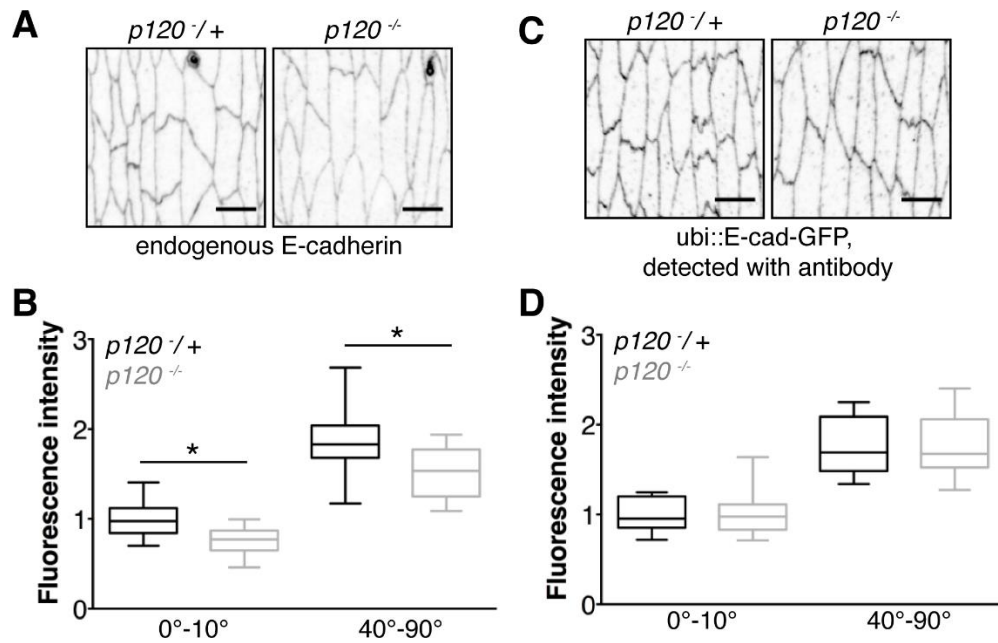 A
p120 -/+
p120 -/-
endogenous E-cadherin
B
Fluorescence intensity
3
2
1
0
p120 -/+
p120 -/-
*
*
0°-10°
40°-90°
C
p120 -/+
p120 -/-
ubi::E-cad-GFP,
detected with antibody
D
Fluorescence intensity
3
2
1
0
p120 -/+
p120 -/-
0°-10°
40°-90°